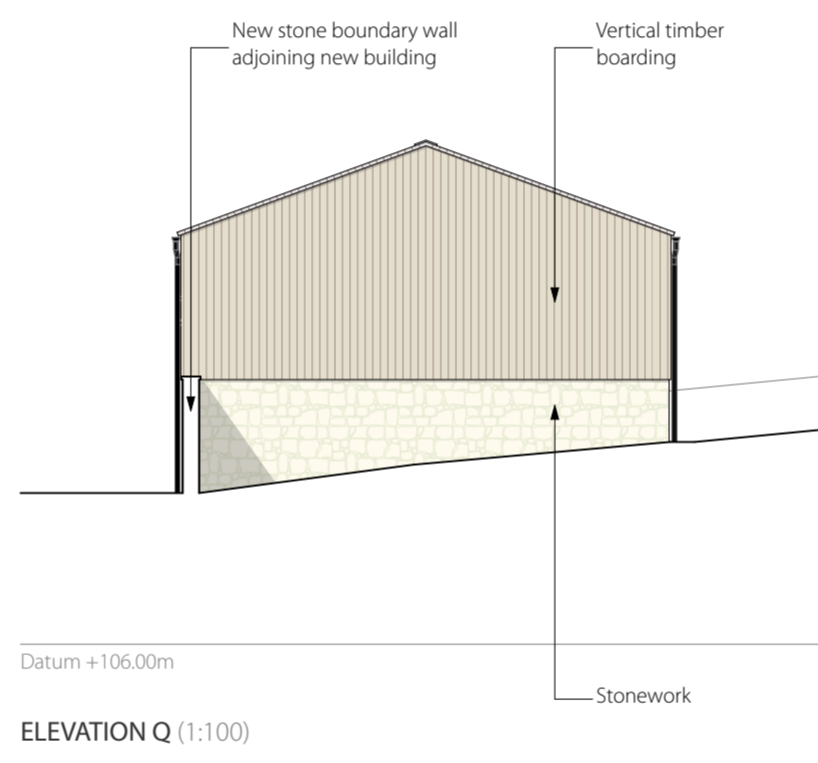 New stone boundary wall
adjoining new building
Vertical timber
boarding
Datum +106.00m
Stonework
ELEVATION Q (1:100)